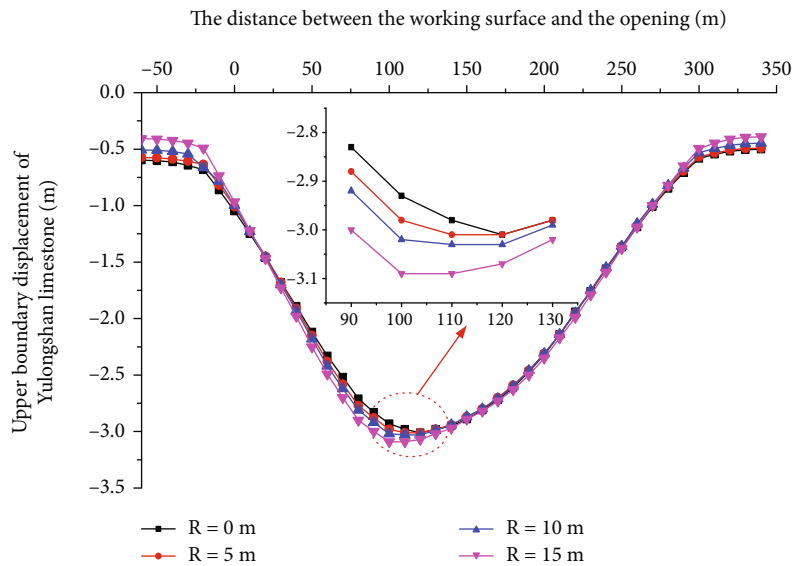 The distance between the working surface and the opening (m)
−50 0 50 100 150 200 250 300 350
Upper boundary displacement of
Yulongshan limestone (m)
0.0
−0.5
−1.0
−1.5
−2.0
−2.5
−3.0
−3.5
−2.8
−2.9
−3.0
−3.1
90 100 110 120 130
R = 0 m
R = 5 m
R = 10 m
R = 15 m